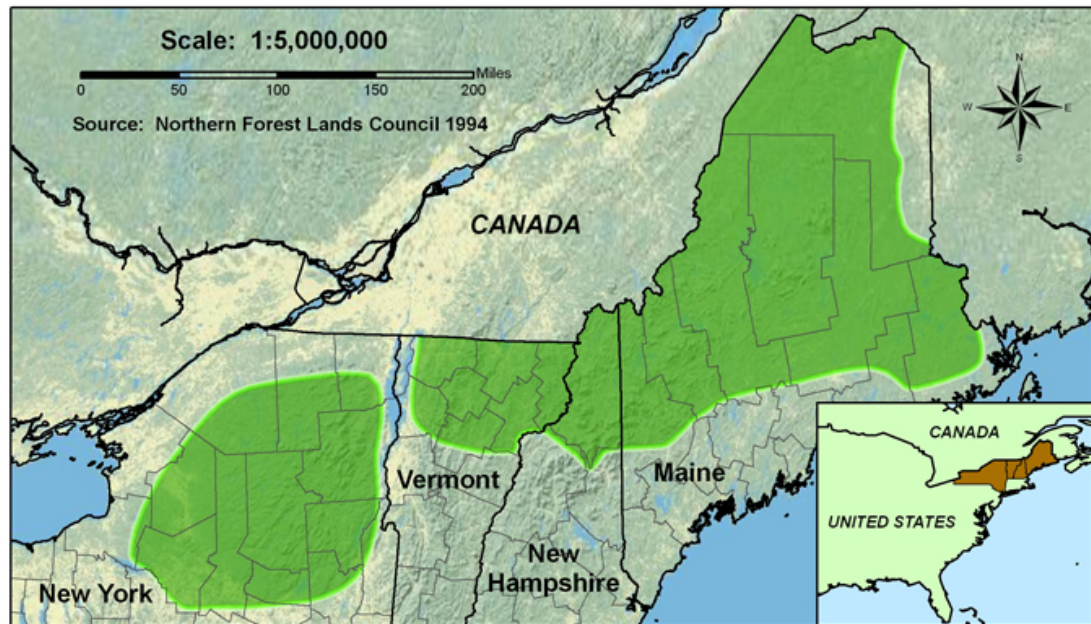 Scale: 1:5,000,000
Miles
0 50 100 150 200
Source: Northern Forest Lands Council 1994
N
W E
S
CANADA
Vermont
Maine
New York
New
Hampshire
CANADA
UNITED STATES